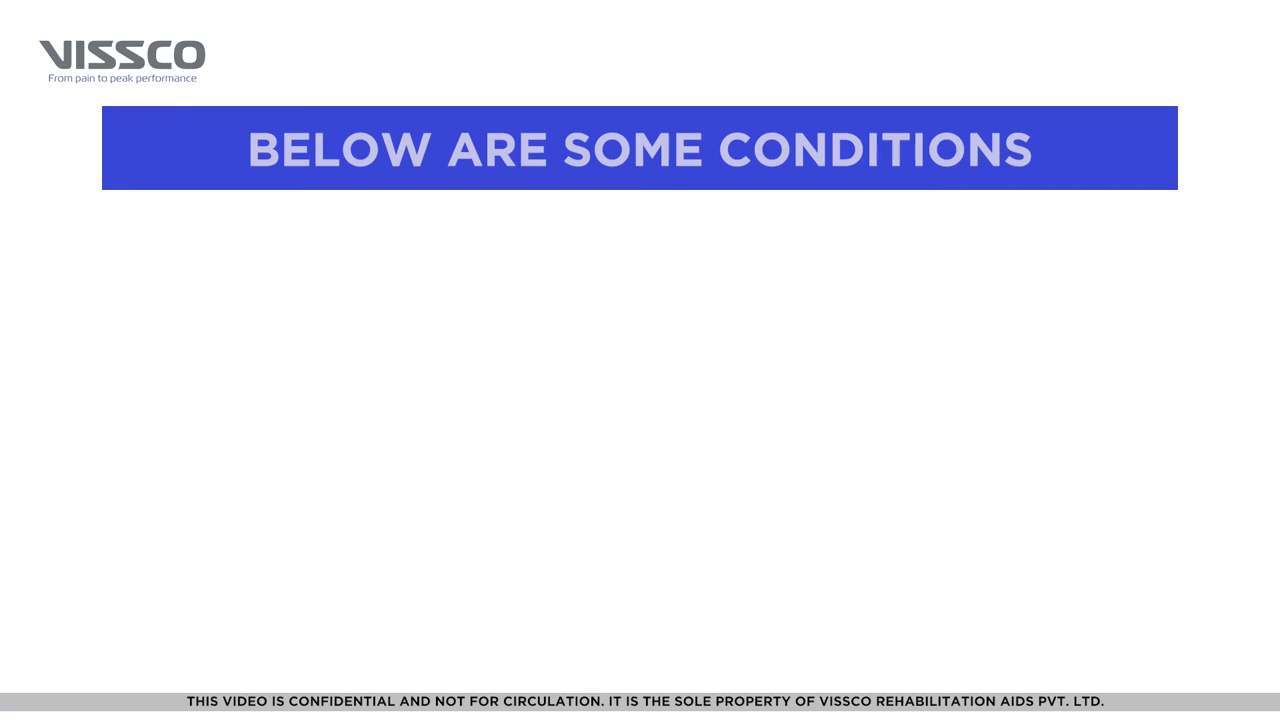 VISSCO
From pain to peak performance
BELOW ARE SOME CONDITIONS
THIS VIDEO IS CONFIDENTIAL AND NOT FOR CIRCULATION. IT IS THE SOLE PROPERTY OF VISSCO REHABILITATION AIDS PVT. LTD.